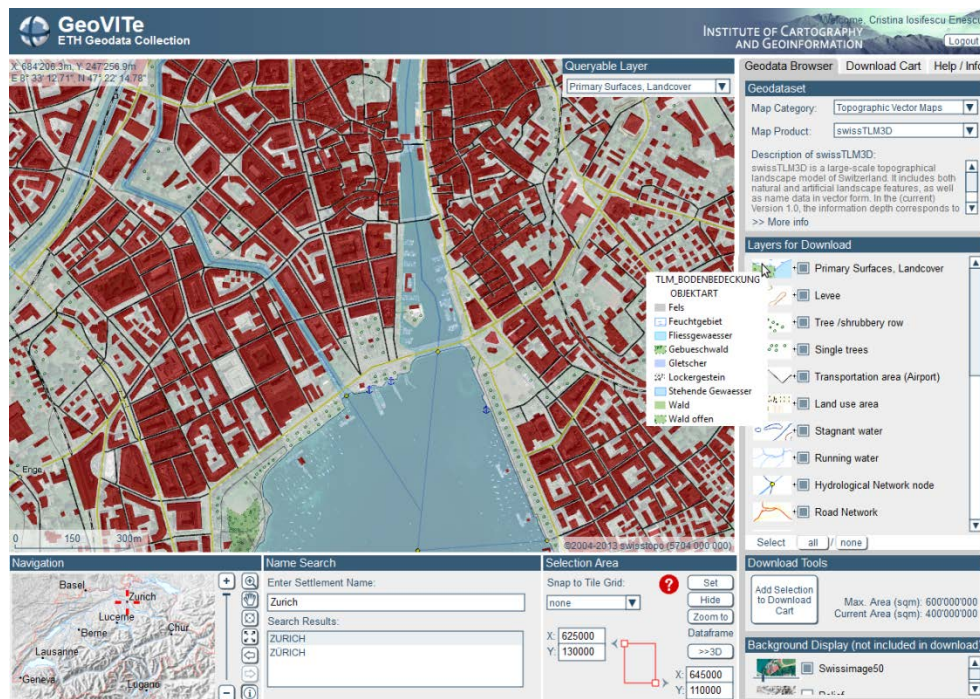 GeoVITe
ETH Geodata Collection
Welcome, Cristina Iosifescu Enescu
INSTITUTE OF CARTOGRAPHY
AND GEOINFORMATION
Logout
X: 684'206.3m, Y: 247'256.9m
E 8° 33' 12.71", N 47° 22' 14.78"
Queryable Layer
Primary Surfaces, Landcover
Geodata Browser
Download Cart
Help / Info
Geodataset
Map Category:
Topographic Vector Maps
Map Product:
swissTLM3D
Description of swissTLM3D:
swissTLM3D is a large-scale topographical
landscape model of Switzerland. It includes both
natural and artificial landscape features, as well
as name data in vector form. In the (current)
Version 1.0, the information depth corresponds to
>> More info
Layers for Download
Primary Surfaces, Landcover
Levee
Tree /shrubbery row
Single trees
Transportation area (Airport)
Land use area
Stagnant water
Running water
Hydrological Network node
Road Network
Select all / none
TLM_BODENBEDECKUNG
OBJEKTART
Fels
Feuchtgebiet
Fliessgewaesser
Gebueschwald
Gletscher
Lockergestein
Stehende Gewaesser
Wald
Wald offen
Enge
0 150 300m
©2004-2013 swisstopo (5704 000 000)
Navigation
Basel
Zurich
Lucerne
Berne
Chur
Lausanne
Geneva
Lugano
Name Search
Enter Settlement Name:
Zurich
Search Results:
ZURICH
ZÜRICH
Selection Area
Snap to Tile Grid:
none
?
Set
Hide
Zoom to
Dataframe
>>3D
X: 625000
Y: 130000
X: 645000
Y: 110000
Download Tools
Add Selection
to Download
Cart
Max. Area (sqm): 600'000'000
Current Area (sqm): 400'000'000
Background Display (not included in download)
Swissimage50
Relief